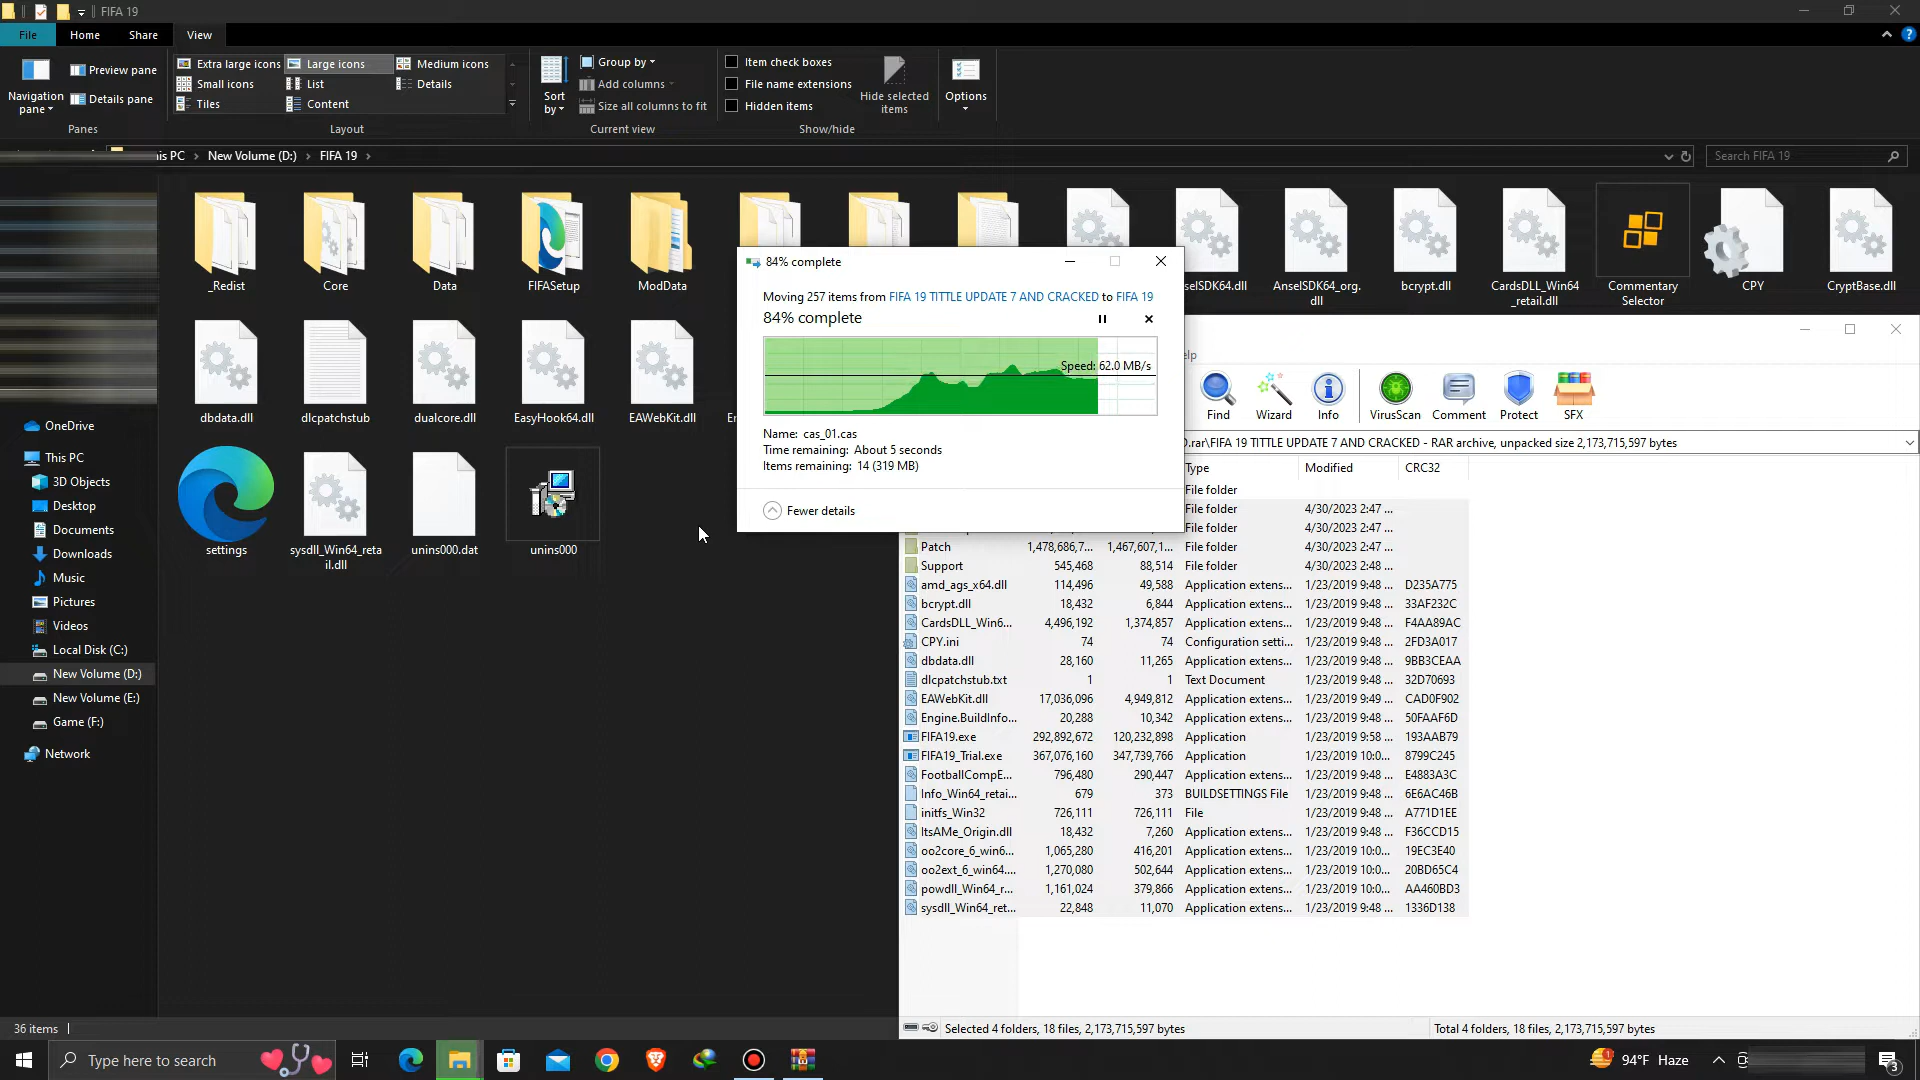 FIFA 19
File Home Share View
Navigation pane
Preview pane
Details pane
Panes
Extra large icons Large icons Medium icons
Small icons List Details
Tiles Content
Layout
Sort by
Group by
Add columns
Size all columns to fit
Current view
Item check boxes
File name extensions
Hidden items
Hide selected items
Show/hide
Options
his PC > New Volume (D:) > FIFA 19 >
Search FIFA 19
_Redist
Core
Data
FIFASetup
ModData
selSDK64.dll
AnselSDK64_org.dll
bcrypt.dll
CardsDLL_Win64_retail.dll
Commentary Selector
CPY
CryptBase.dll
dbdata.dll
dlcpatchstub
dualcore.dll
EasyHook64.dll
EAWebKit.dll
settings
sysdll_Win64_retail.dll
unins000.dat
unins000
OneDrive
This PC
3D Objects
Desktop
Documents
Downloads
Music
Pictures
Videos
Local Disk (C:)
New Volume (D:)
New Volume (E:)
Game (F:)
Network
36 items
84% complete
Moving 257 items from FIFA 19 TITTLE UPDATE 7 AND CRACKED to FIFA 19
84% complete
Speed: 62.0 MB/s
Name: cas_01.cas
Time remaining: About 5 seconds
Items remaining: 14 (319 MB)
Fewer details
elp
Find Wizard Info VirusScan Comment Protect SFX
D.rar\FIFA 19 TITTLE UPDATE 7 AND CRACKED - RAR archive, unpacked size 2,173,715,597 bytes
Type Modified CRC32
File folder
File folder 4/30/2023 2:47 ...
File folder 4/30/2023 2:47 ...
Patch 1,478,686,7... 1,467,607,1... File folder 4/30/2023 2:47 ...
Support 545,468 88,514 File folder 4/30/2023 2:48 ...
amd_ags_x64.dll 114,496 49,588 Application extens... 1/23/2019 9:48 ... D235A775
bcrypt.dll 18,432 6,844 Application extens... 1/23/2019 9:48 ... 33AF232C
CardsDLL_Win6... 4,496,192 1,374,857 Application extens... 1/23/2019 9:48 ... F4AA89AC
CPY.ini 74 74 Configuration setti... 1/23/2019 9:48 ... 2FD3A017
dbdata.dll 28,160 11,265 Application extens... 1/23/2019 9:48 ... 9BB3CEAA
dlcpatchstub.txt 1 1 Text Document 1/23/2019 9:48 ... 32D70693
EAWebKit.dll 17,036,096 4,949,812 Application extens... 1/23/2019 9:49 ... CAD0F902
Engine.BuildInfo... 20,288 10,342 Application extens... 1/23/2019 9:48 ... 50FAAF6D
FIFA19.exe 292,892,672 120,232,898 Application 1/23/2019 9:58 ... 193AAB79
FIFA19_Trial.exe 367,076,160 347,739,766 Application 1/23/2019 10:0... 8799C245
FootballCompE... 796,480 290,447 Application extens... 1/23/2019 9:48 ... E4883A3C
Info_Win64_retai... 679 373 BUILDSETTINGS File 1/23/2019 9:48 ... 6E6AC46B
initfs_Win32 726,111 726,111 File 1/23/2019 9:48 ... A771D1EE
ItsAMe_Origin.dll 18,432 7,260 Application extens... 1/23/2019 9:48 ... F36CCD15
oo2core_6_win6... 1,065,280 416,201 Application extens... 1/23/2019 10:0... 19EC3E40
oo2ext_6_win64.... 1,270,080 502,644 Application extens... 1/23/2019 10:0... 20BD65C4
powdll_Win64_r... 1,161,024 379,866 Application extens... 1/23/2019 10:0... AA460BD3
sysdll_Win64_ret... 22,848 11,070 Application extens... 1/23/2019 9:48 ... 1336D138
Selected 4 folders, 18 files, 2,173,715,597 bytes
Total 4 folders, 18 files, 2,173,715,597 bytes
Type here to search
94°F Haze
3